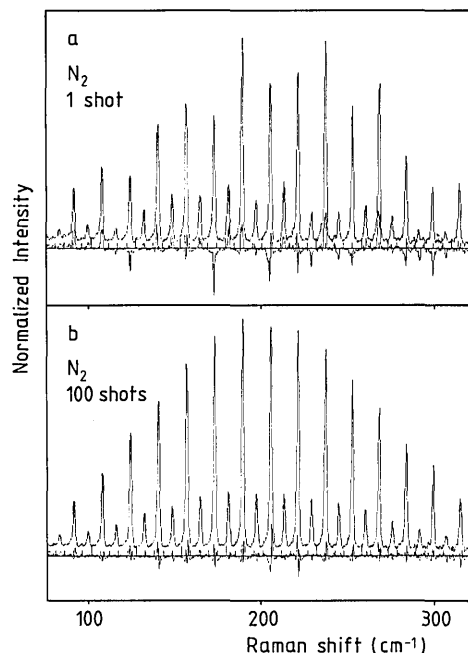 a
N₂
1 shot
Normalized Intensity
b
N₂
100 shots
100 200 300
Raman shift (cm⁻¹)